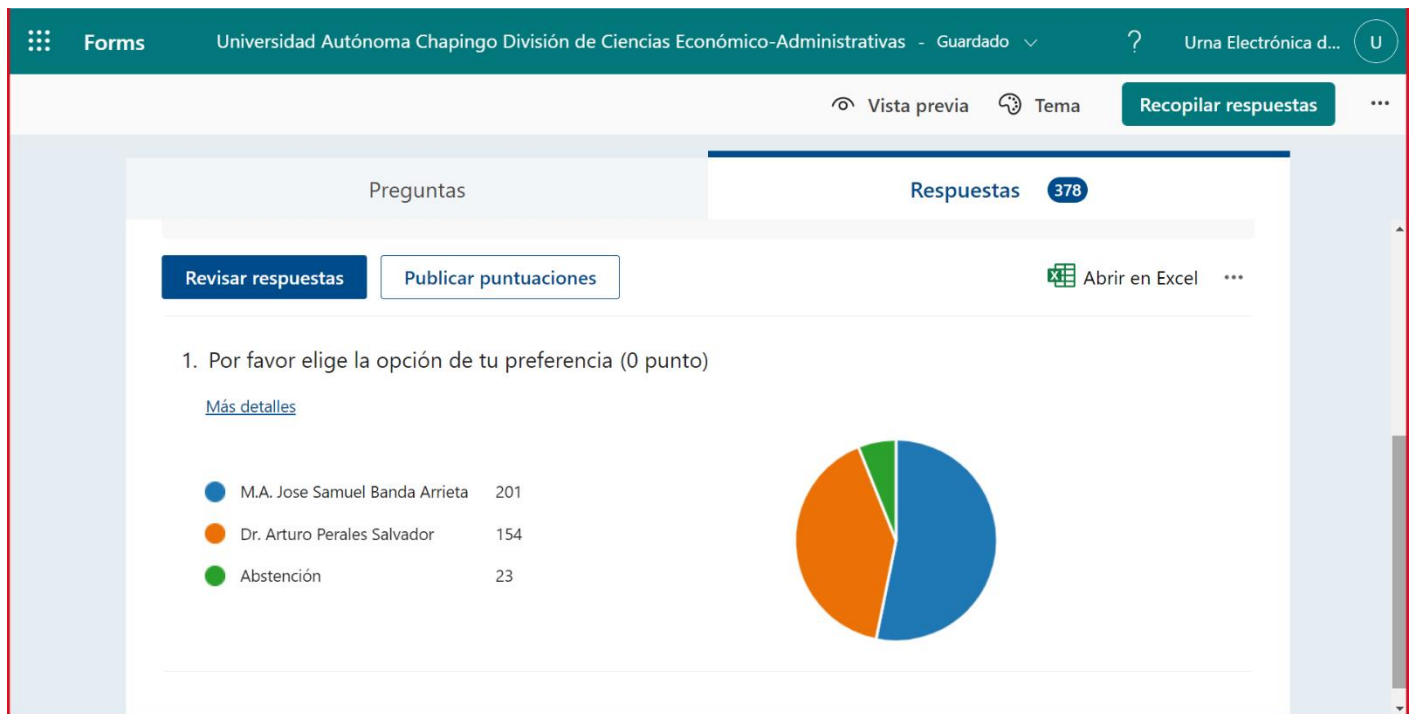 Forms Universidad Autónoma Chapingo División de Ciencias Económico-Administrativas - Guardado ? Urna Electrónica d... U
Vista previa Tema Recopilar respuestas ...
Preguntas Respuestas 378
Revisar respuestas Publicar puntuaciones Abrir en Excel ...
1. Por favor elige la opción de tu preferencia (0 punto)
Más detalles
M.A. Jose Samuel Banda Arrieta 201
Dr. Arturo Perales Salvador 154
Abstención 23